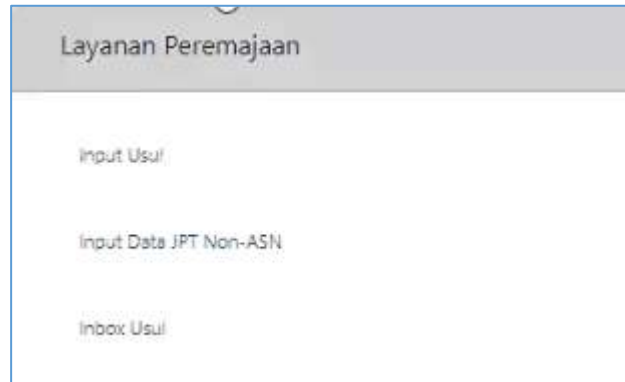 Layanan Peremajaan
Input Usul
Input Data JPT Non-ASN
Inbox Usul